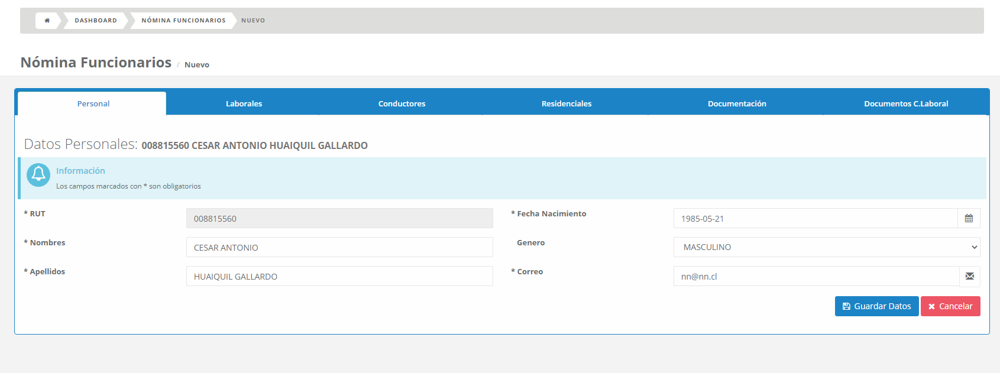 DASHBOARD NÓMINA FUNCIONARIOS NUEVO
Nómina Funcionarios / Nuevo
Personal Laborales Conductores Residenciales Documentación Documentos C.Laboral
Datos Personales: 008815560 CESAR ANTONIO HUAIQUIL GALLARDO
Información
Los campos marcados con * son obligatorios
* RUT 008815560 * Fecha Nacimiento 1985-05-21
* Nombres CESAR ANTONIO Genero MASCULINO
* Apellidos HUAIQUIL GALLARDO * Correo nn@nn.cl
Guardar Datos Cancelar